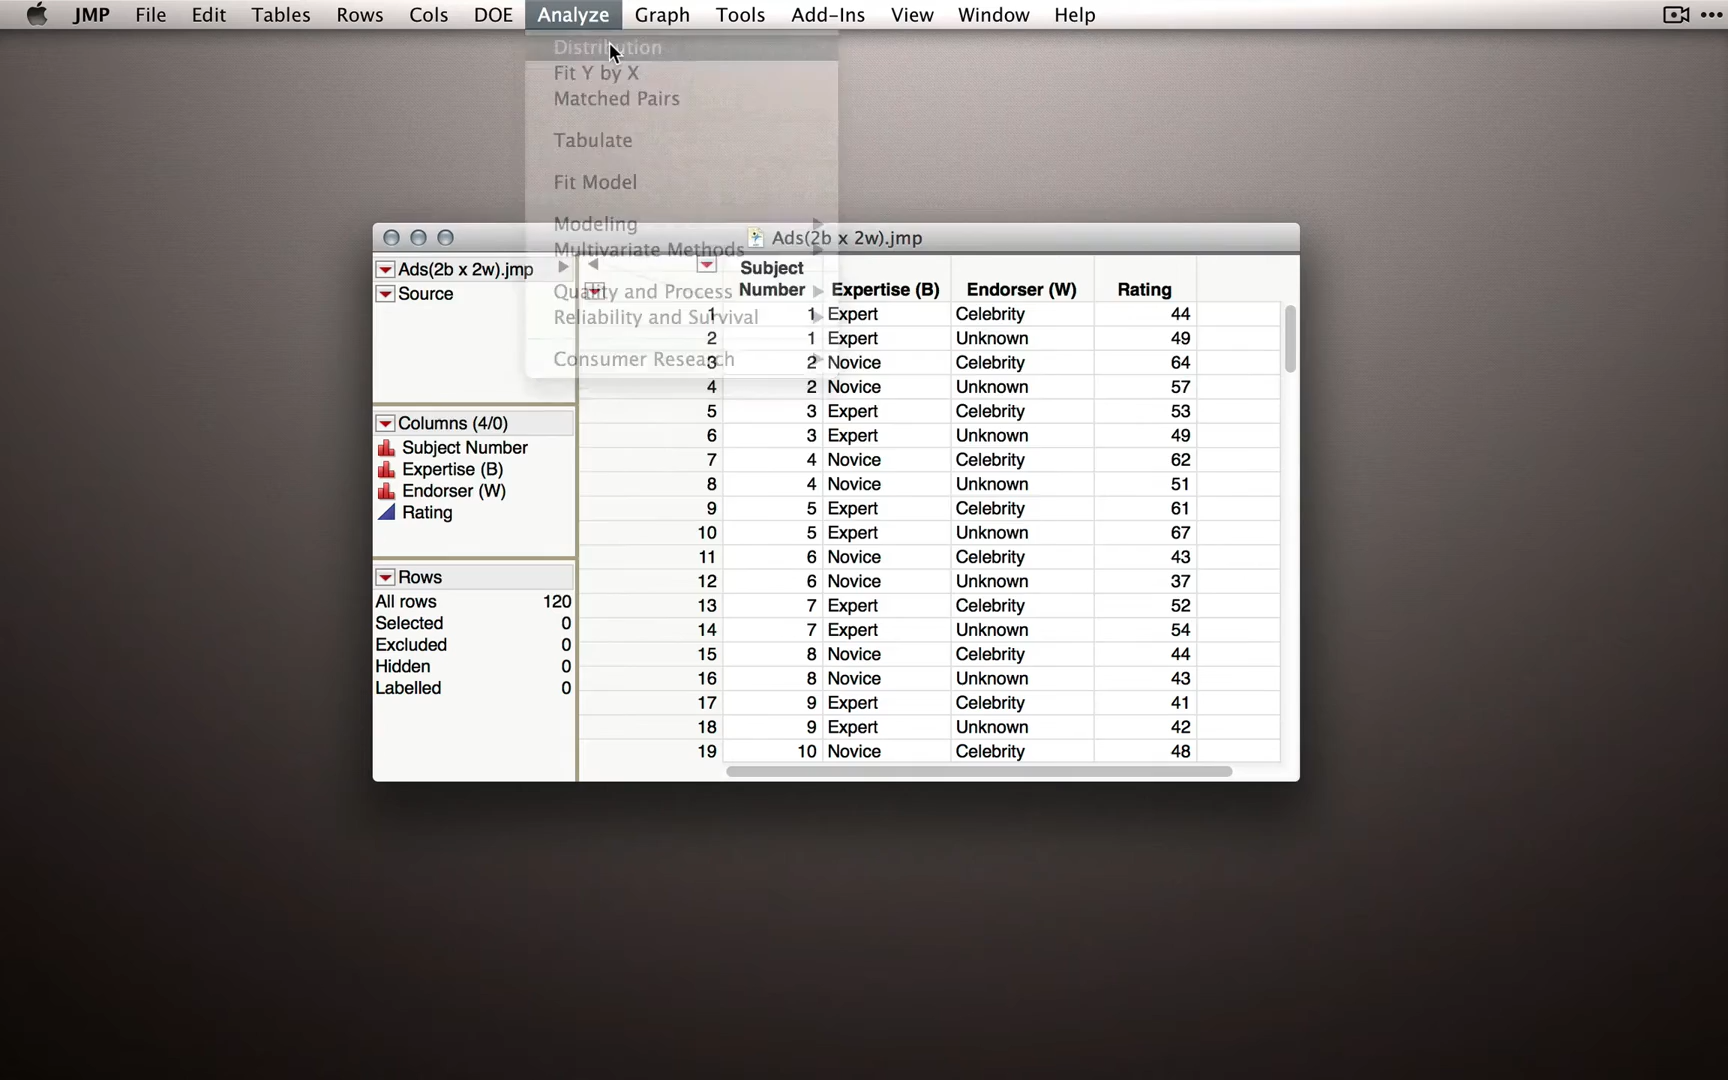 JMP File Edit Tables Rows Cols DOE Analyze Graph Tools Add-Ins View Window Help
Distribution
Fit Y by X
Matched Pairs
Tabulate
Fit Model
Modeling
Multivariate Methods
Quality and Process
Reliability and Survival
Consumer Research
Ads(2b x 2w).jmp
Ads(2b x 2w).jmp
Source
Columns (4/0)
Subject Number
Expertise (B)
Endorser (W)
Rating
Rows
All rows 120
Selected 0
Excluded 0
Hidden 0
Labelled 0
Subject
Number Expertise (B) Endorser (W) Rating
1 1 Expert Celebrity 44
2 1 Expert Unknown 49
3 2 Novice Celebrity 64
4 2 Novice Unknown 57
5 3 Expert Celebrity 53
6 3 Expert Unknown 49
7 4 Novice Celebrity 62
8 4 Novice Unknown 51
9 5 Expert Celebrity 61
10 5 Expert Unknown 67
11 6 Novice Celebrity 43
12 6 Novice Unknown 37
13 7 Expert Celebrity 52
14 7 Expert Unknown 54
15 8 Novice Celebrity 44
16 8 Novice Unknown 43
17 9 Expert Celebrity 41
18 9 Expert Unknown 42
19 10 Novice Celebrity 48